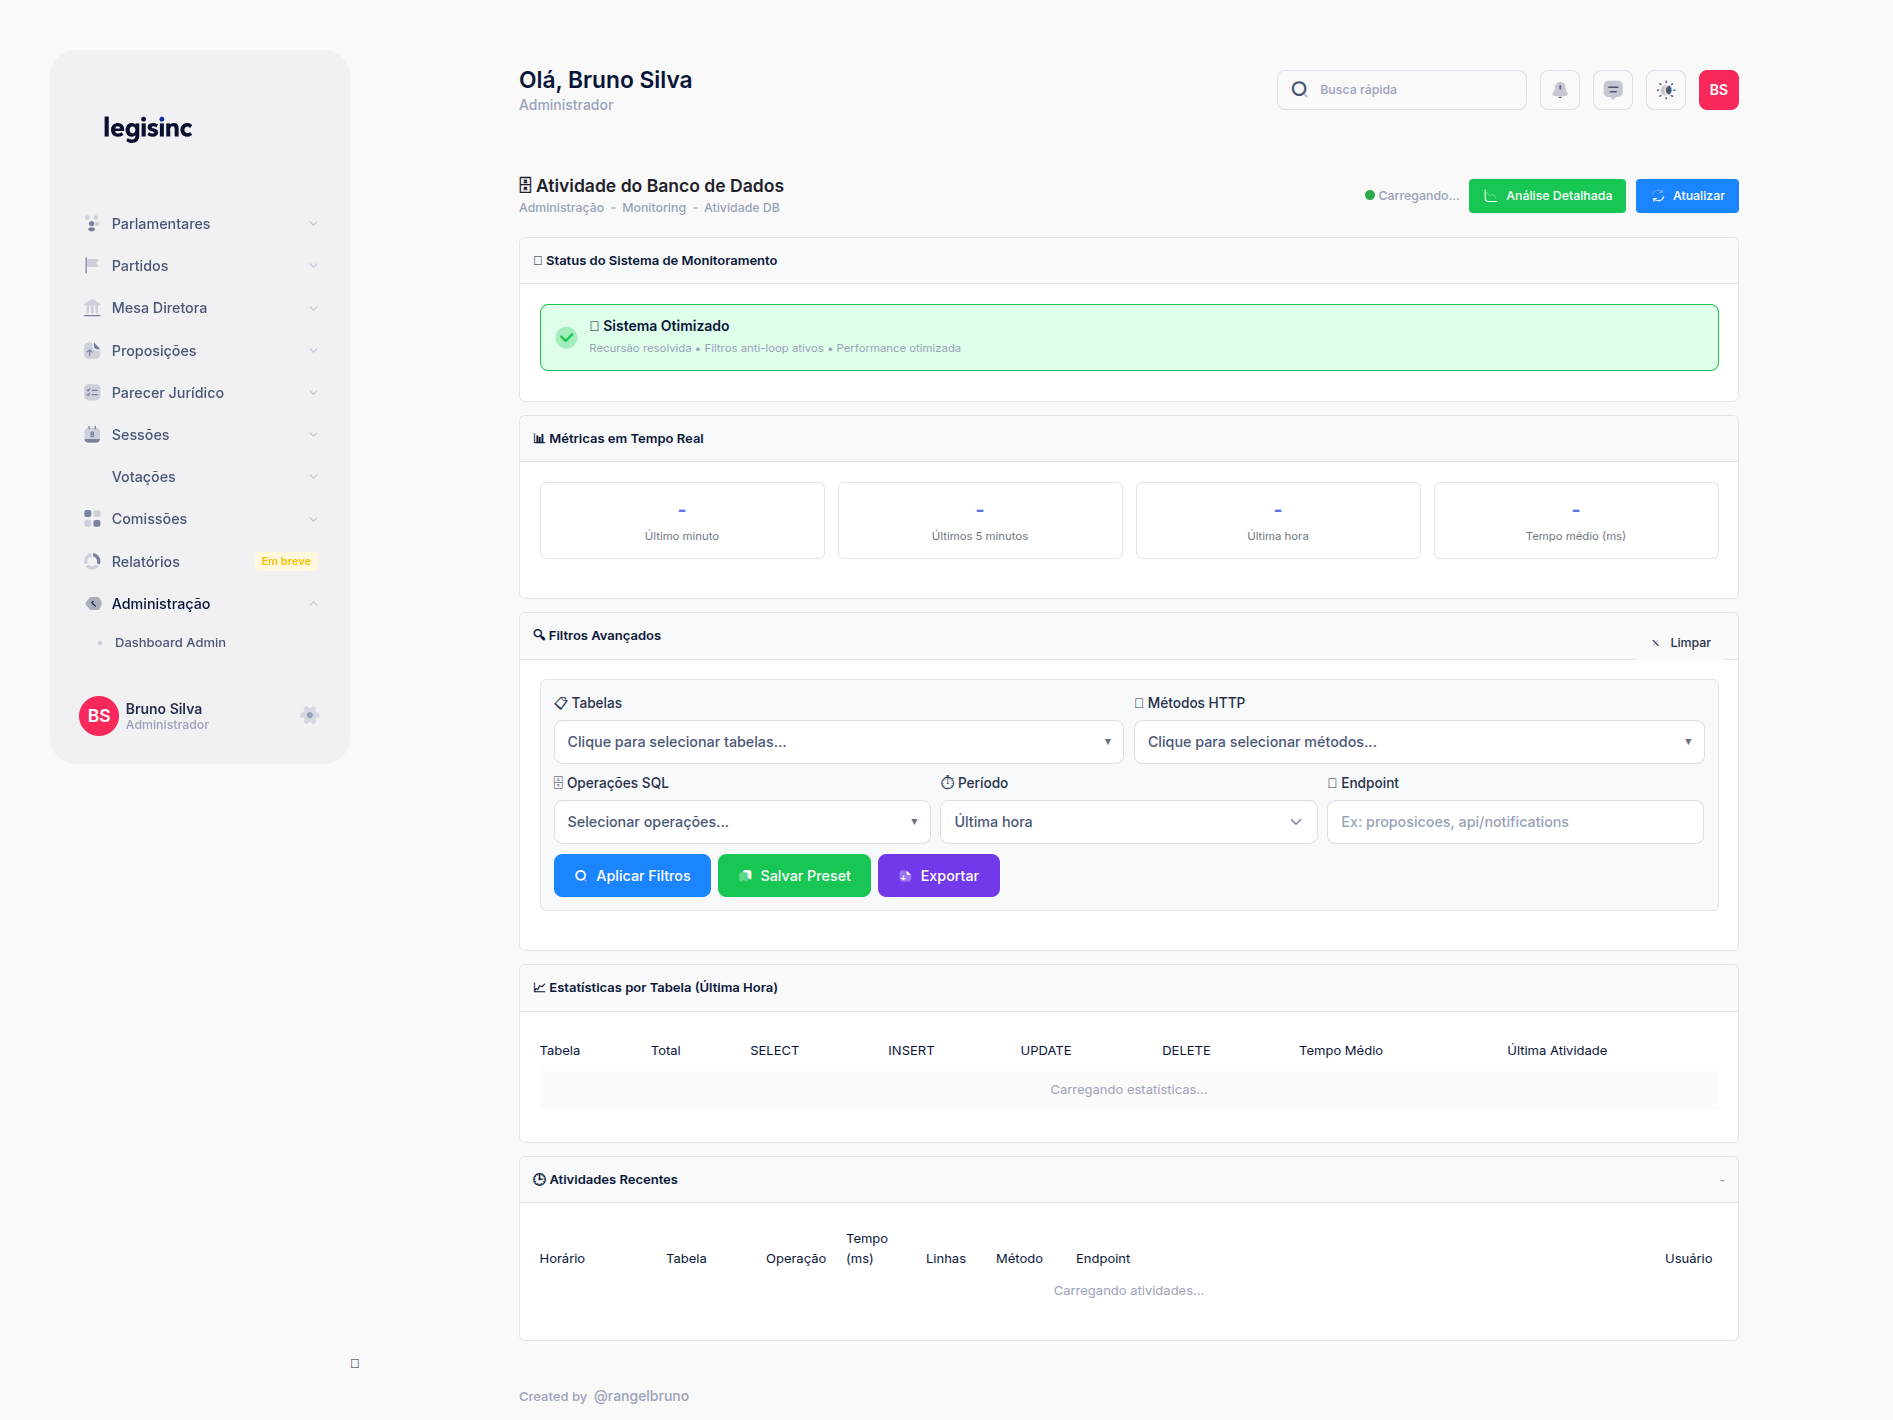 legisinc
Parlamentares
Partidos
Mesa Diretora
Proposições
Parecer Jurídico
Sessões
Votações
Comissões
Relatórios Em breve
Administração
Dashboard Admin
BS Bruno Silva
Administrador
Olá, Bruno Silva
Administrador
Busca rápida
BS
Atividade do Banco de Dados
Administração - Monitoring - Atividade DB
Carregando... Análise Detalhada Atualizar
Status do Sistema de Monitoramento
Sistema Otimizado
Recursão resolvida • Filtros anti-loop ativos • Performance otimizada
Métricas em Tempo Real
- - - -
Último minuto Últimos 5 minutos Última hora Tempo médio (ms)
Filtros Avançados
Limpar
Tabelas Métodos HTTP
Clique para selecionar tabelas... Clique para selecionar métodos...
Operações SQL Período Endpoint
Selecionar operações... Última hora Ex: proposicoes, api/notifications
Aplicar Filtros Salvar Preset Exportar
Estatísticas por Tabela (Última Hora)
Tabela Total SELECT INSERT UPDATE DELETE Tempo Médio Última Atividade
Carregando estatísticas...
Atividades Recentes -
Horário Tabela Operação Tempo (ms) Linhas Método Endpoint Usuário
Carregando atividades...
Created by @rangelbruno